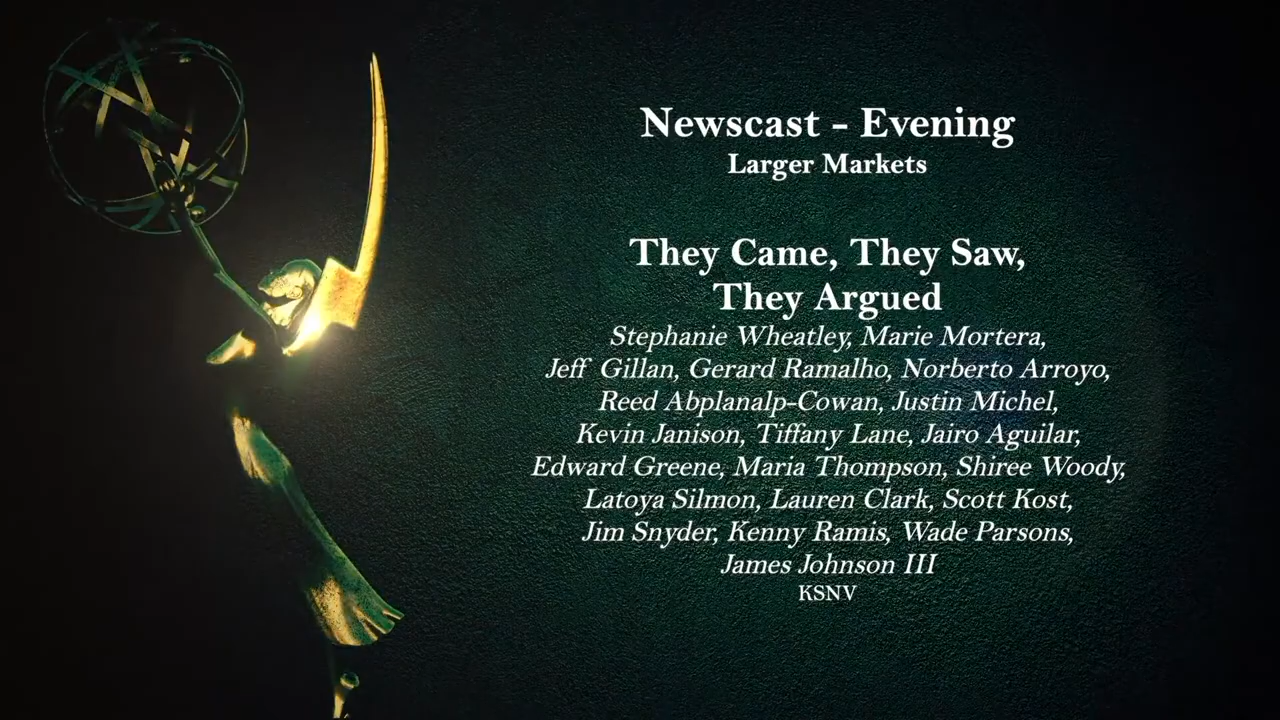 Newscast - Evening
Larger Markets
They Came, They Saw,
They Argued
Stephanie Wheatley, Marie Mortera,
Jeff Gillan, Gerard Ramalho, Norberto Arroyo,
Reed Abplanalp-Cowan, Justin Michel,
Kevin Janison, Tiffany Lane, Jairo Aguilar,
Edward Greene, Maria Thompson, Shiree Woody,
Latoya Silmon, Lauren Clark, Scott Kost,
Jim Snyder, Kenny Ramis, Wade Parsons,
James Johnson III
KSNV